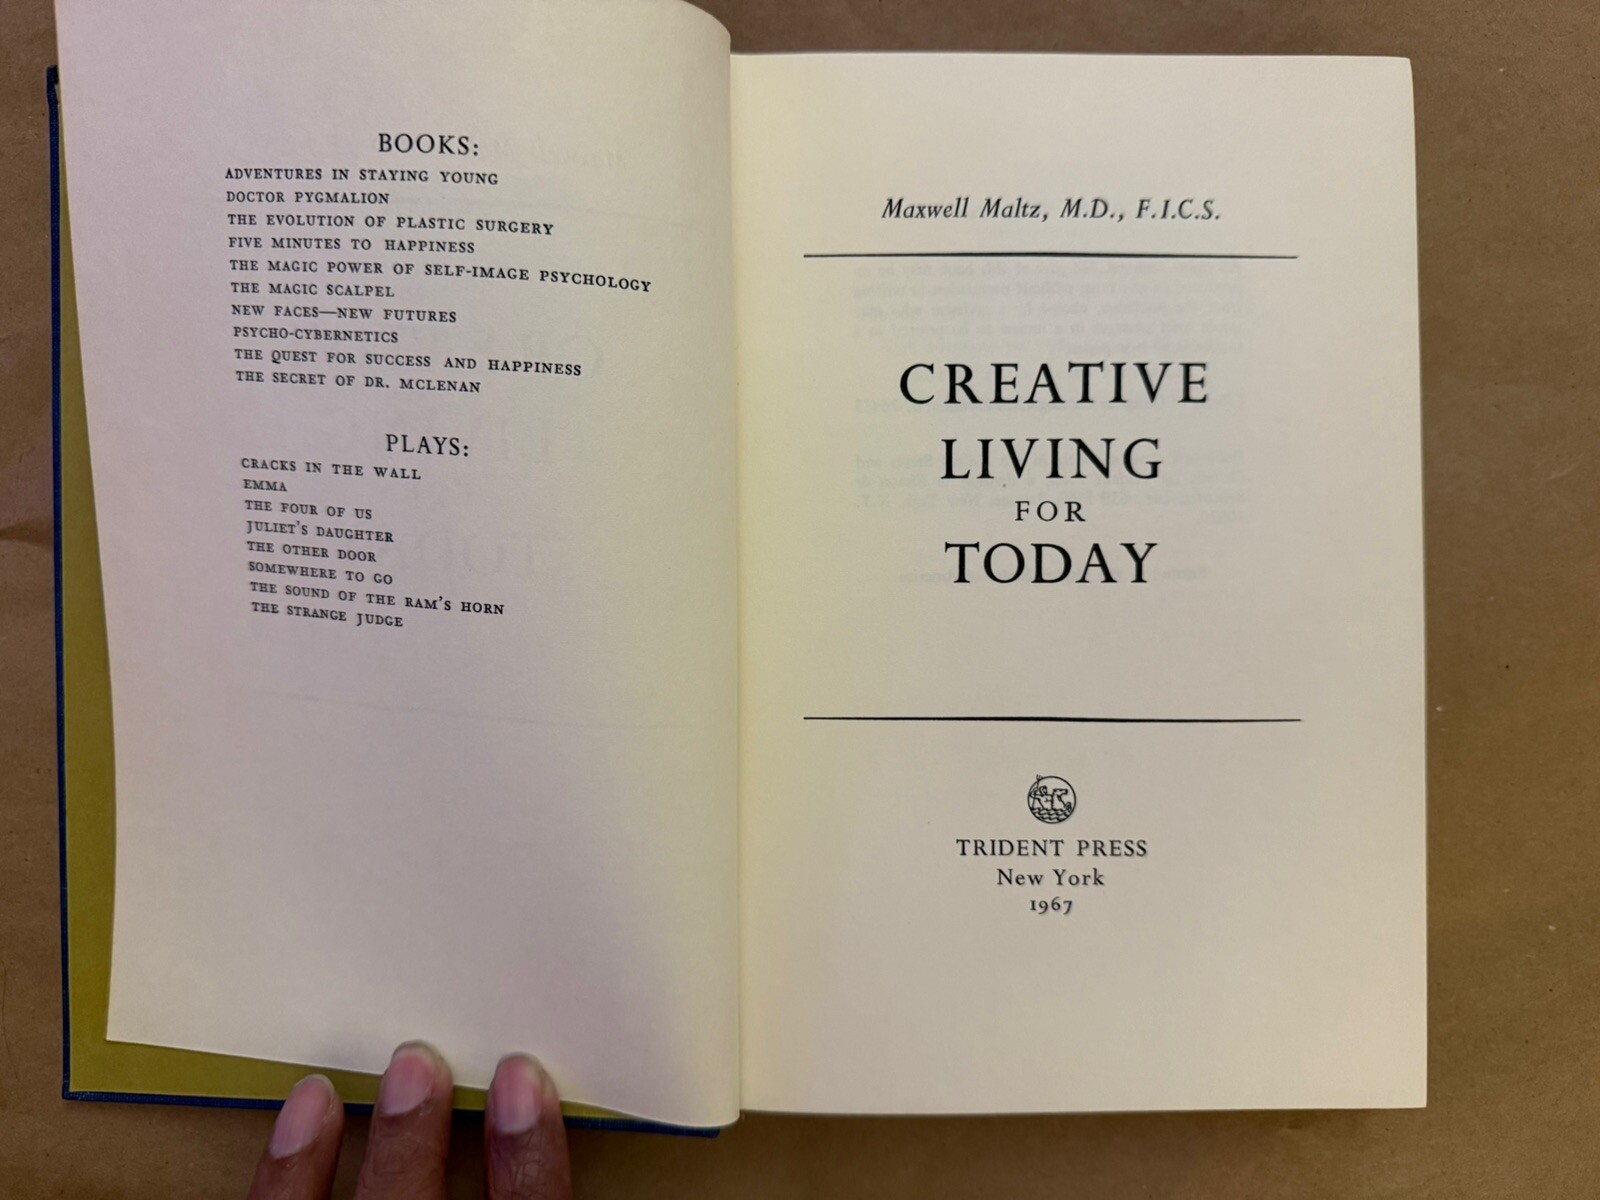 BOOKS:
ADVENTURES IN STAYING YOUNG
DOCTOR PYGMALION
THE EVOLUTION OF PLASTIC SURGERY
FIVE MINUTES TO HAPPINESS
THE MAGIC POWER OF SELF-IMAGE PSYCHOLOGY
THE MAGIC SCALPEL
NEW FACES—NEW FUTURES
PSYCHO-CYBERNETICS
THE QUEST FOR SUCCESS AND HAPPINESS
THE SECRET OF DR. MCLENAN
PLAYS:
CRACKS IN THE WALL
EMMA
THE FOUR OF US
JULIET'S DAUGHTER
THE OTHER DOOR
SOMEWHERE TO GO
THE SOUND OF THE RAM'S HORN
THE STRANGE JUDGE
Maxwell Maltz, M.D., F.I.C.S.
CREATIVE
LIVING
FOR
TODAY
TRIDENT PRESS
New York
1967